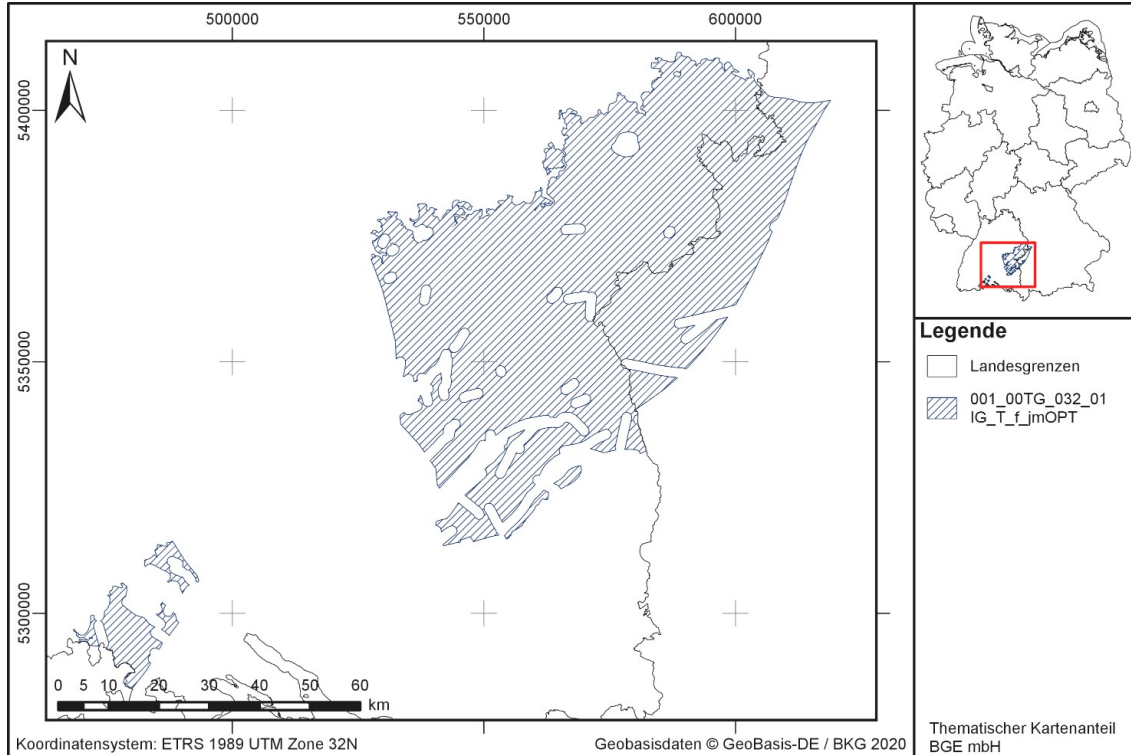 500000
550000
600000
N
5400000
5350000
5300000
0 5 10 20 30 40 50 60
km
Koordinatensystem: ETRS 1989 UTM Zone 32N
Geobasisdaten © GeoBasis-DE / BKG 2020
Legende
Landesgrenzen
001_00TG_032_01
IG_T_f_jmOPT
Thematischer Kartenanteil
BGE mbH